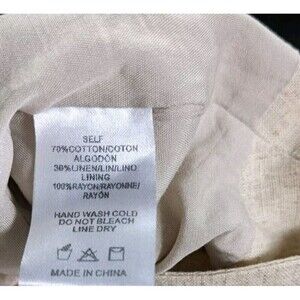 SELF
70%COTTON/COTON
ALGODÓN
30%LINEN/LIN/LINO
LINING
100%RAYON/RAYONNE/
RAYÓN
HAND WASH COLD
DO NOT BLEACH
LINE DRY
MADE IN CHINA